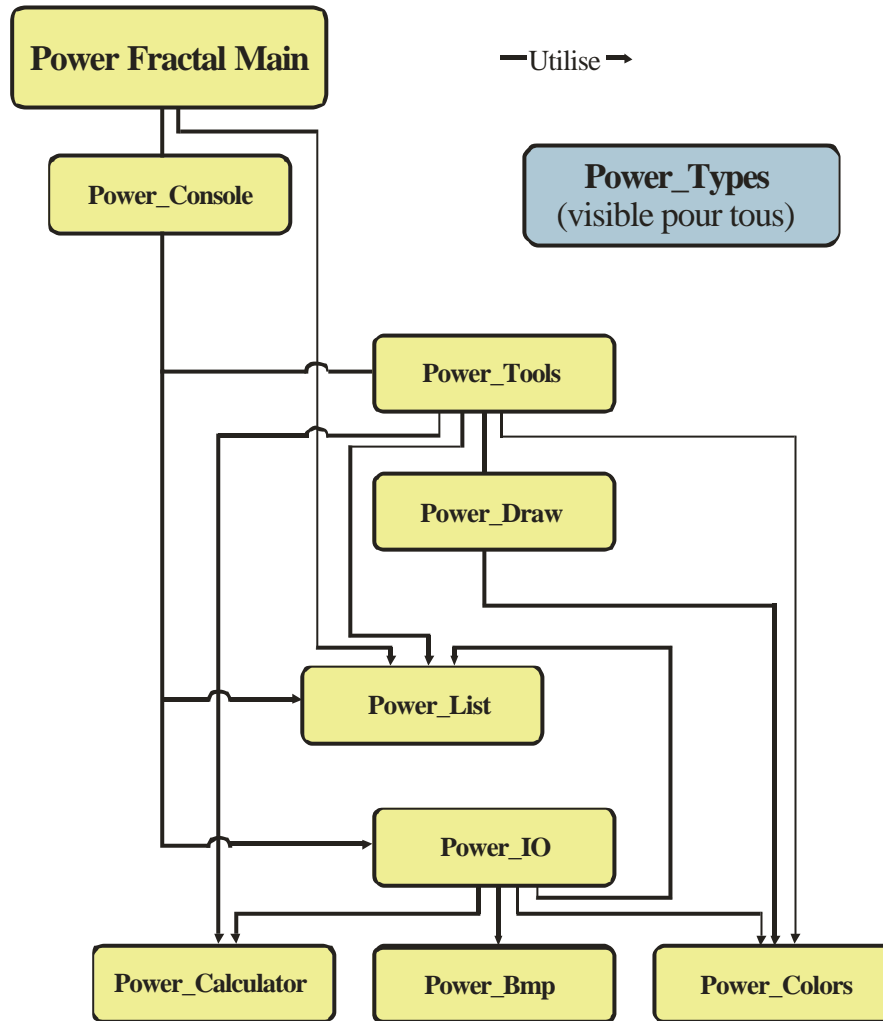 Power Fractal Main
Utilise
Power_Console
Power_Types
(visible pour tous)
Power_Tools
Power_Draw
Power_List
Power_IO
Power_Calculator
Power_Bmp
Power_Colors